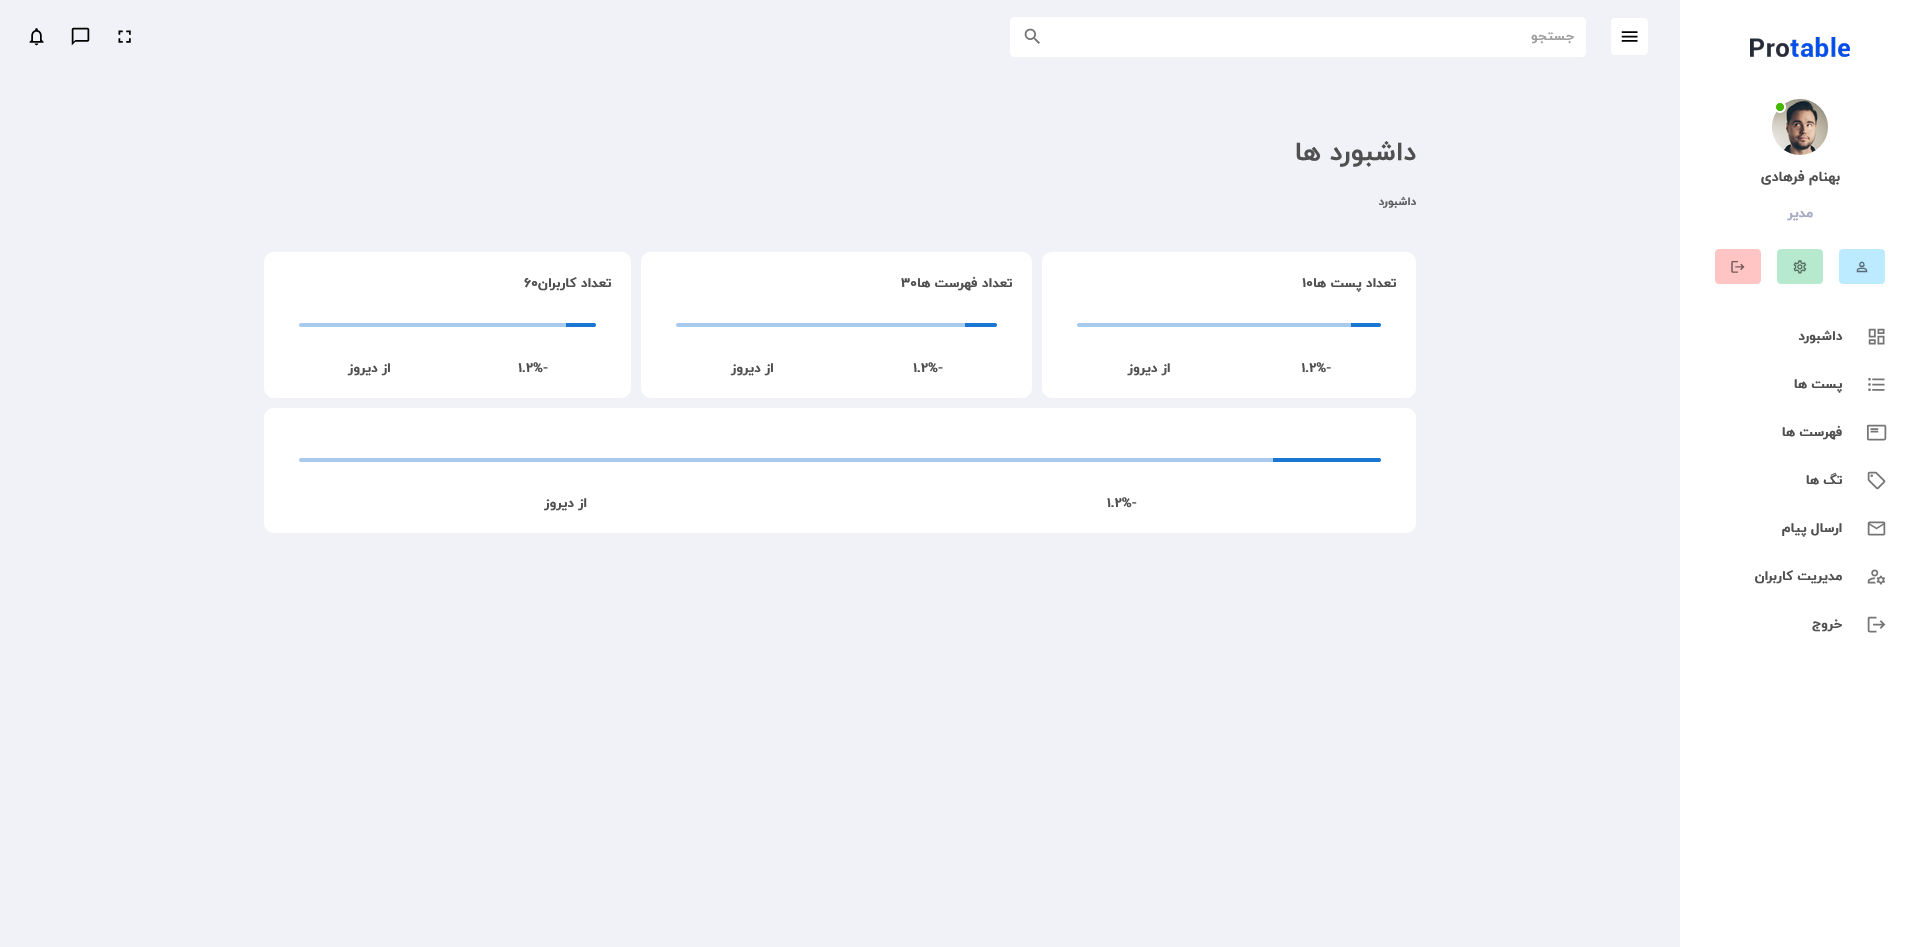 Protable
بهنام فرهادی
مدیر
داشبورد
پست ها
فهرست ها
تگ ها
ارسال پیام
مدیریت کاربران
خروج
جستجو
داشبورد ها
داشبورد
تعداد پست ها۱۰
-۱.۲%
از دیروز
تعداد فهرست ها۳۰
-۱.۲%
از دیروز
تعداد کاربران۶۰
-۱.۲%
از دیروز
-۱.۲%
از دیروز